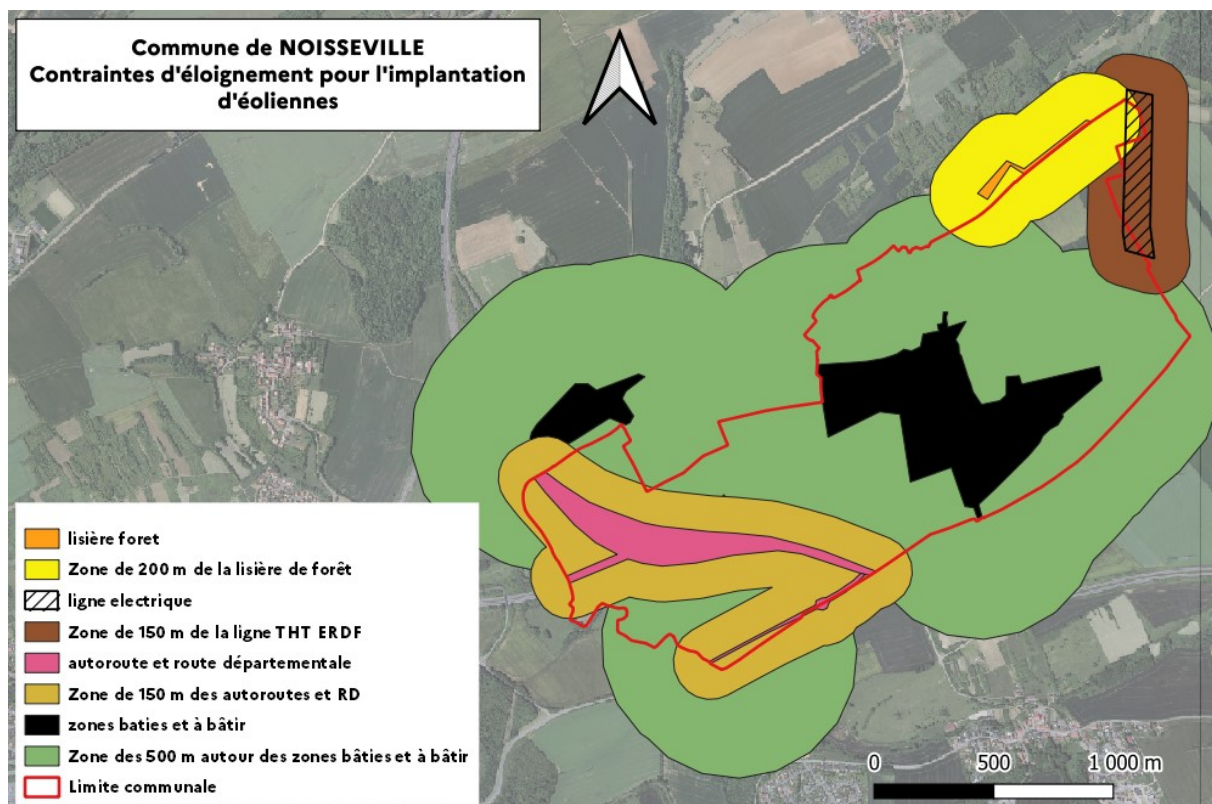 Commune de NOISSEVILLE
Contraintes d'éloignement pour l'implantation
d'éoliennes
lisière foret
Zone de 200 m de la lisière de forêt
ligne electrique
Zone de 150 m de la ligne THT ERDF
autoroute et route départementale
Zone de 150 m des autoroutes et RD
zones baties et à bâtir
Zone des 500 m autour des zones bâties et à bâtir
Limite communale
0 500 1 000 m